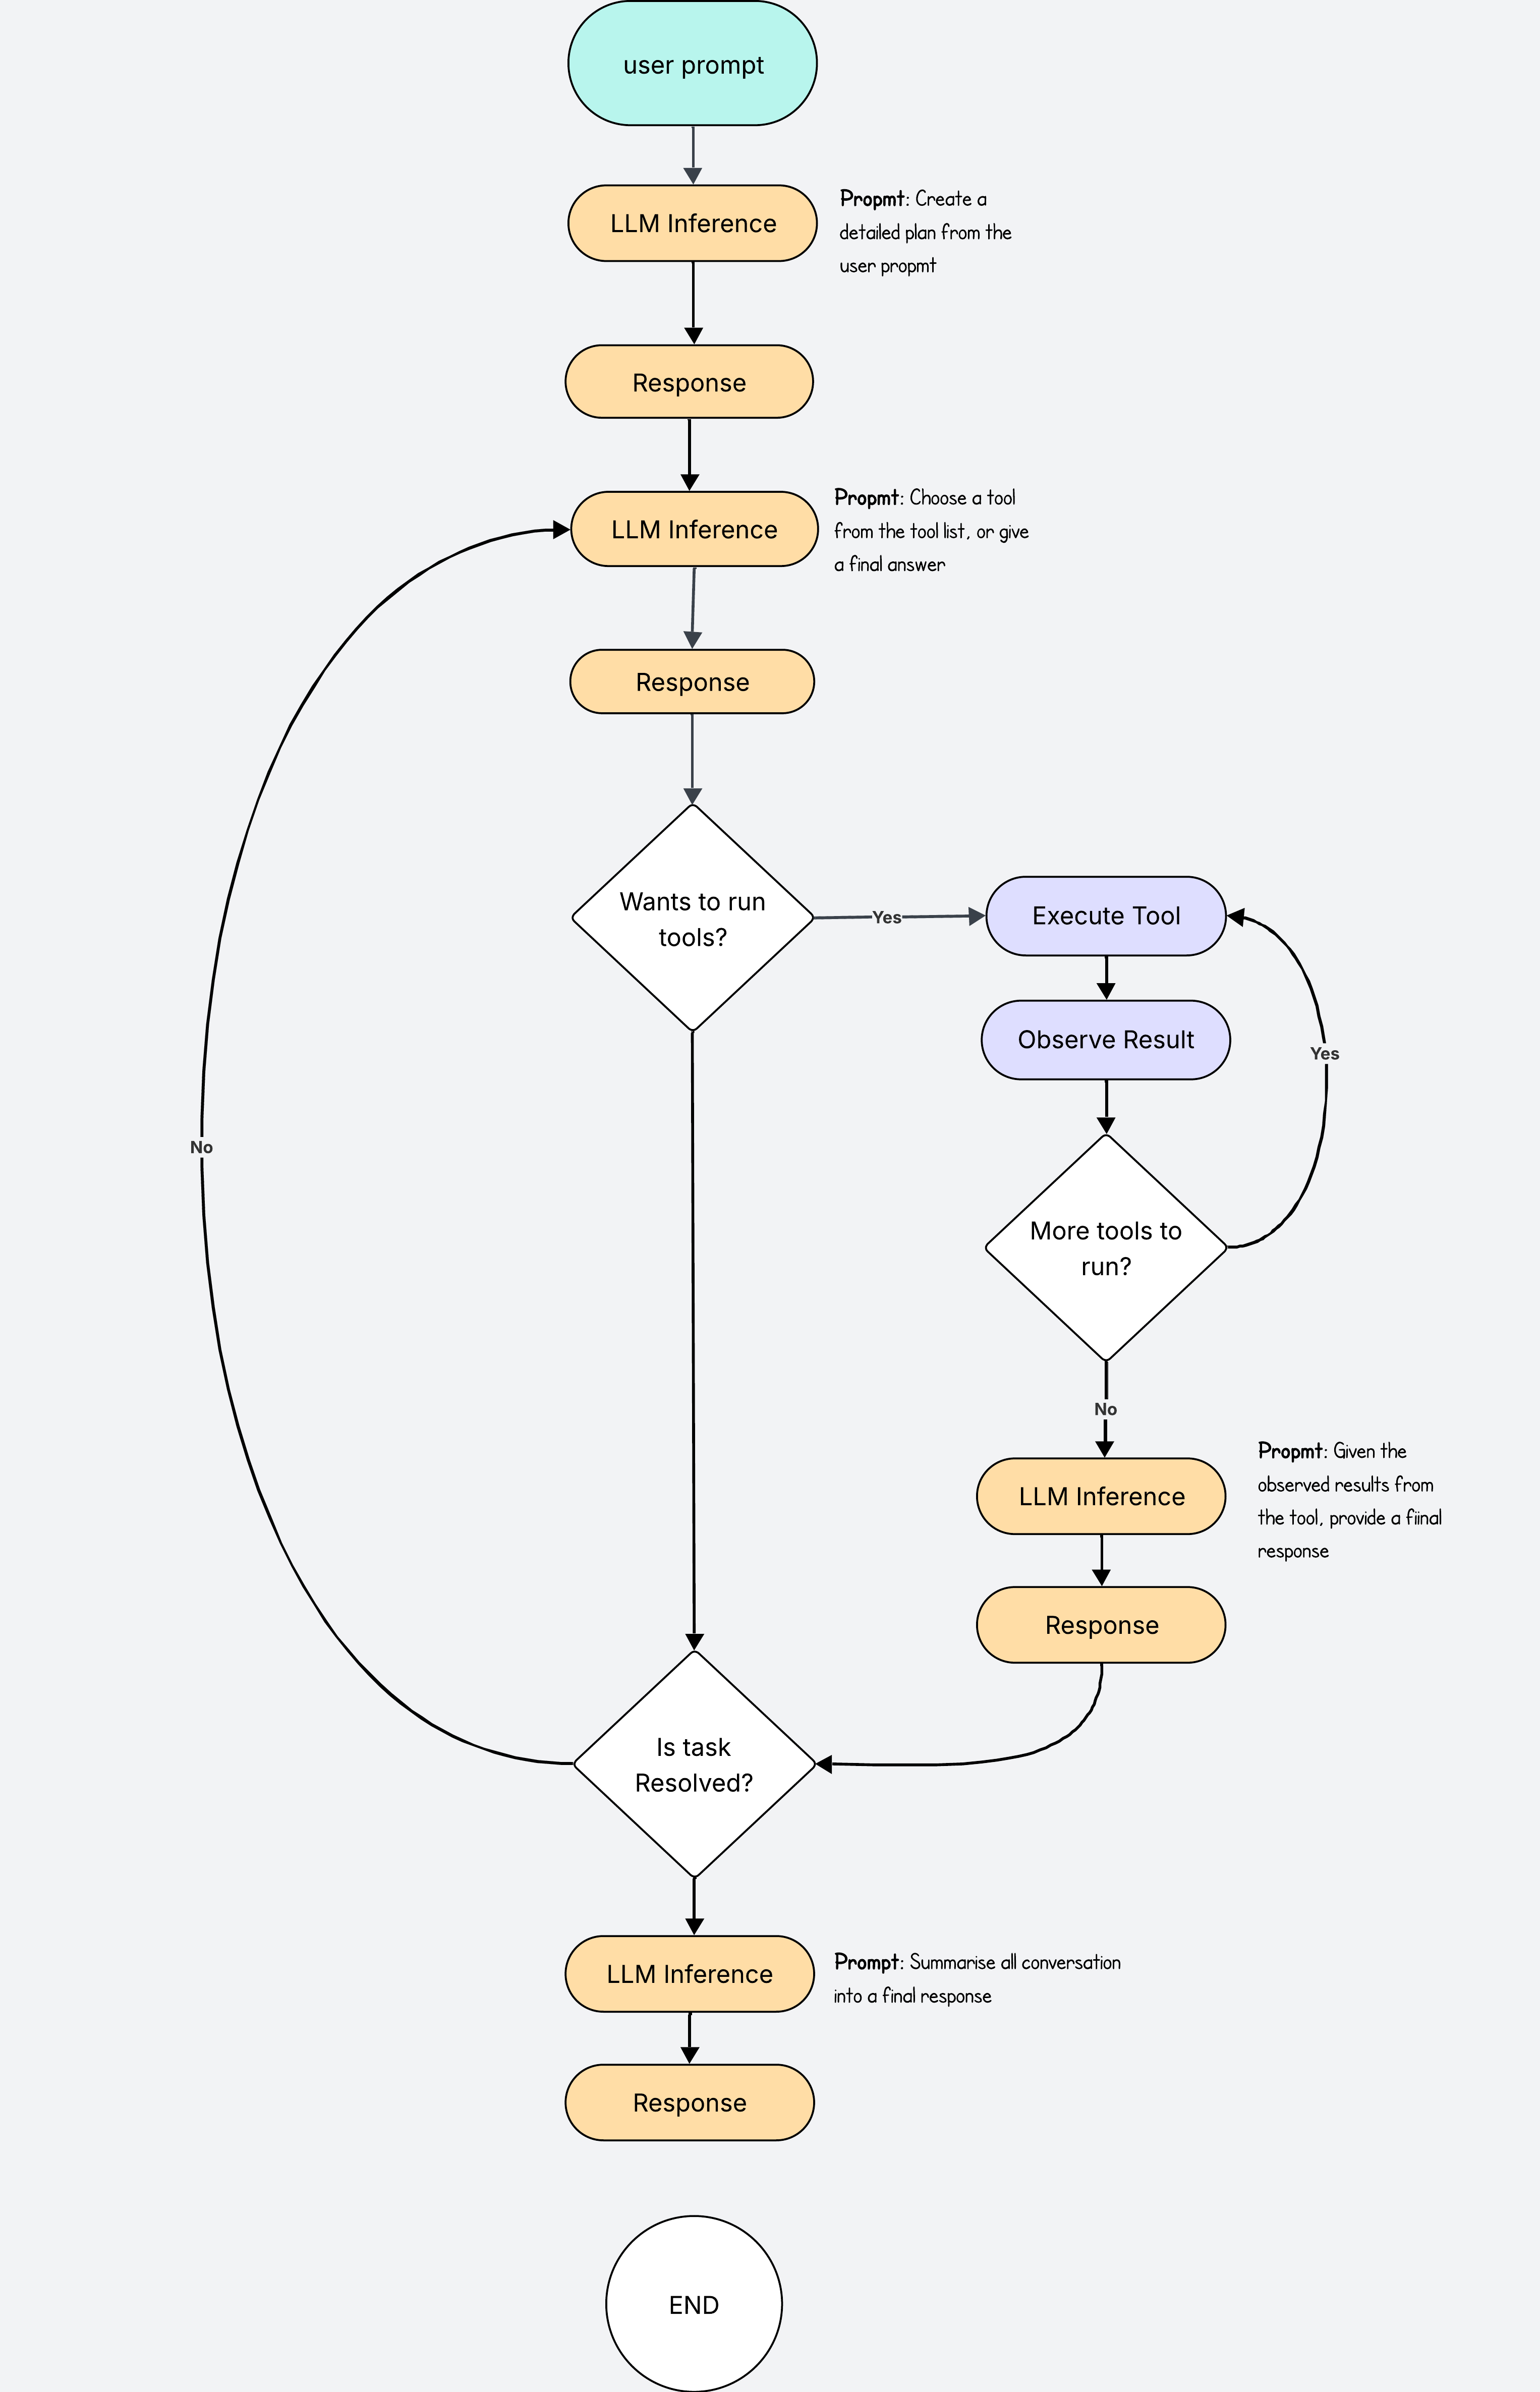 user prompt
LLM Inference
Propmt: Create a
detailed plan from the
user propmt
Response
LLM Inference
Propmt: Choose a tool
from the tool list, or give
a final answer
Response
Wants to run
tools?
Yes
Execute Tool
Observe Result
Yes
No
More tools to
run?
No
LLM Inference
Propmt: Given the
observed results from
the tool, provide a fiinal
response
Response
Is task
Resolved?
LLM Inference
Prompt: Summarise all conversation
into a final response
Response
END